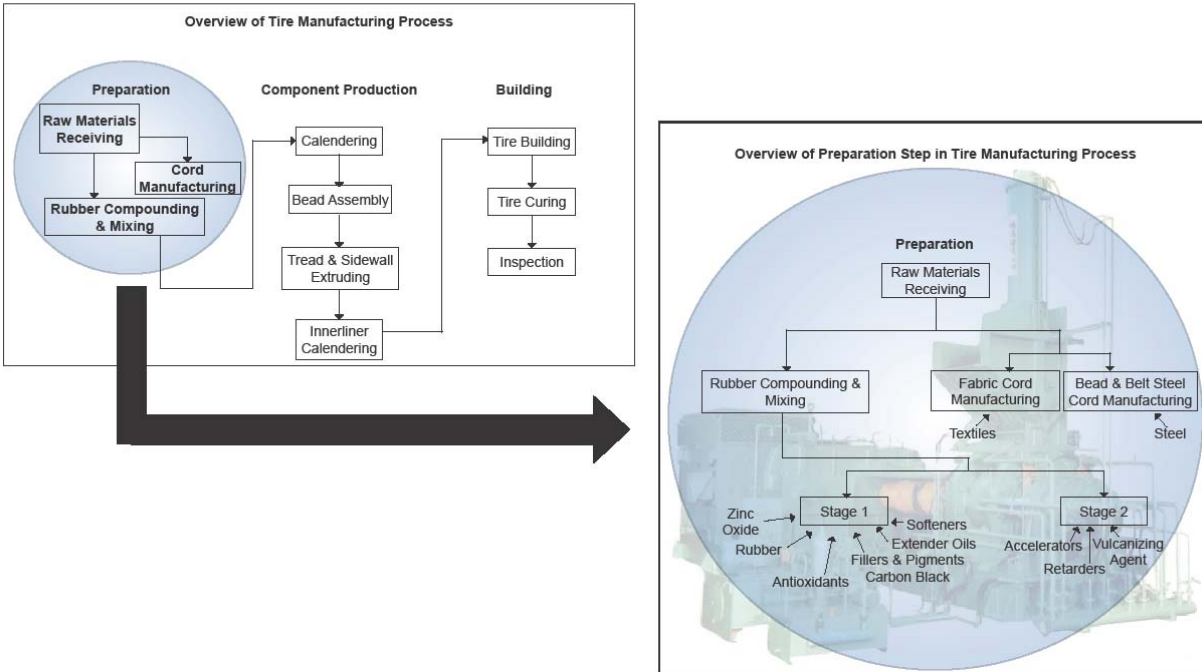 Overview of Tire Manufacturing Process
Preparation
Raw Materials
Receiving
Cord
Manufacturing
Rubber Compounding
& Mixing
Component Production
Calendering
Bead Assembly
Tread & Sidewall
Extruding
Innerliner
Calendering
Building
Tire Building
Tire Curing
Inspection
Overview of Preparation Step in Tire Manufacturing Process
Preparation
Raw Materials
Receiving
Rubber Compounding &
Mixing
Fabric Cord
Manufacturing
Textiles
Bead & Belt Steel
Cord Manufacturing
Steel
Stage 1
Zinc
Oxide
Rubber
Antioxidants
Fillers & Pigments
Carbon Black
Extender Oils
Softeners
Stage 2
Accelerators
Retarders
Vulcanizing
Agent